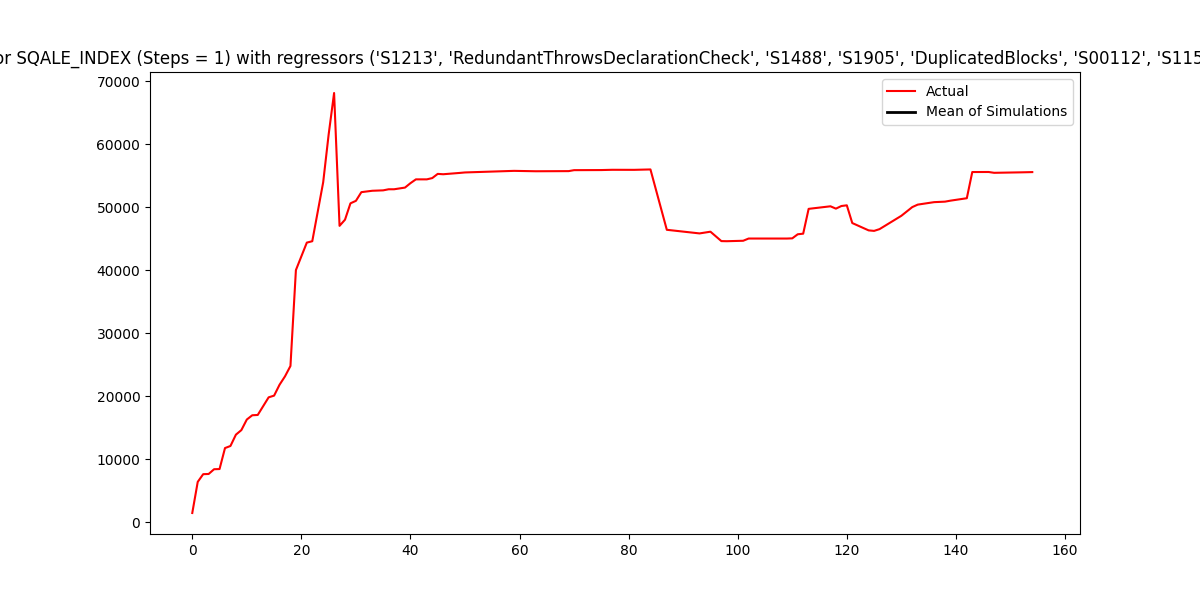 or SQALE_INDEX (Steps = 1) with regressors ('S1213', 'RedundantThrowsDeclarationCheck', 'S1488', 'S1905', 'DuplicatedBlocks', 'S00112', 'S115
Actual
Mean of Simulations
70000
60000
50000
40000
30000
20000
10000
0
0 20 40 60 80 100 120 140 160